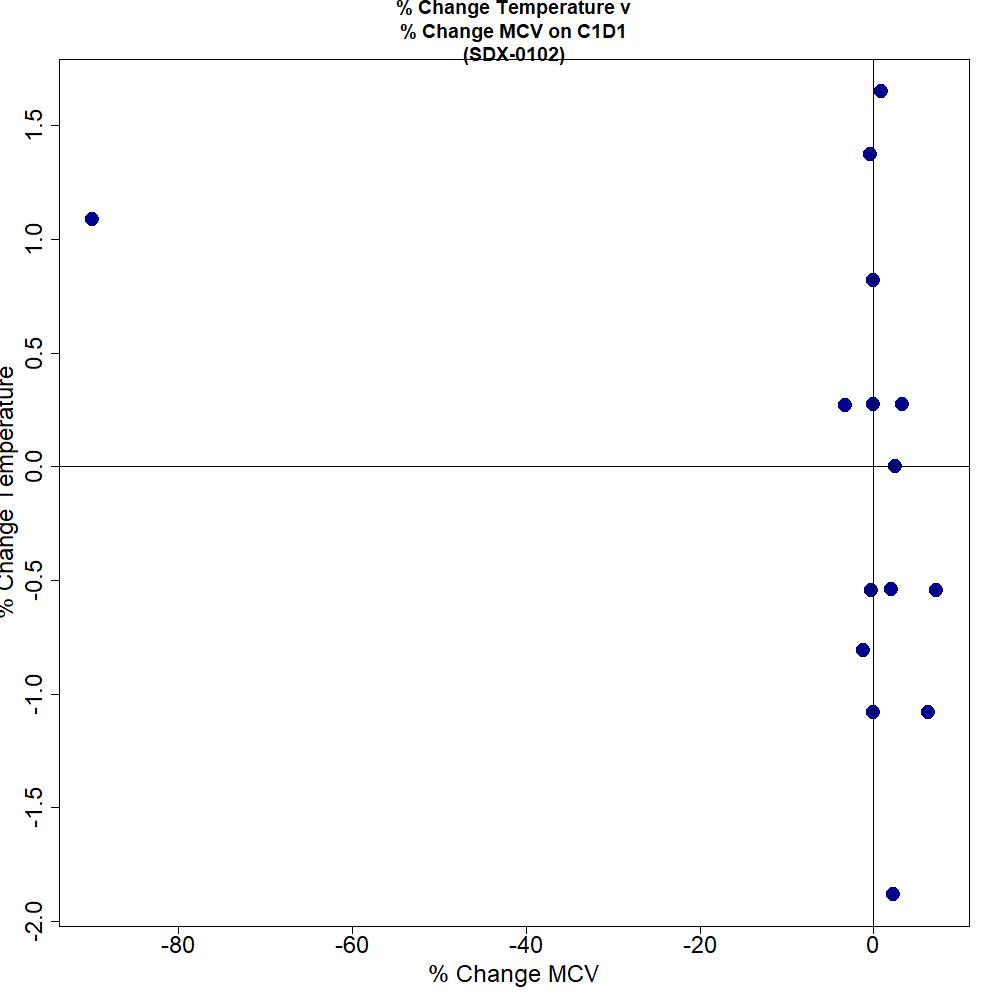 % Change Temperature v
% Change MCV on C1D1
(SDX-0102)
% Change Temperature
1.5
1.0
0.5
0.0
-0.5
-1.0
-1.5
-2.0
-80
-60
-40
-20
0
% Change MCV